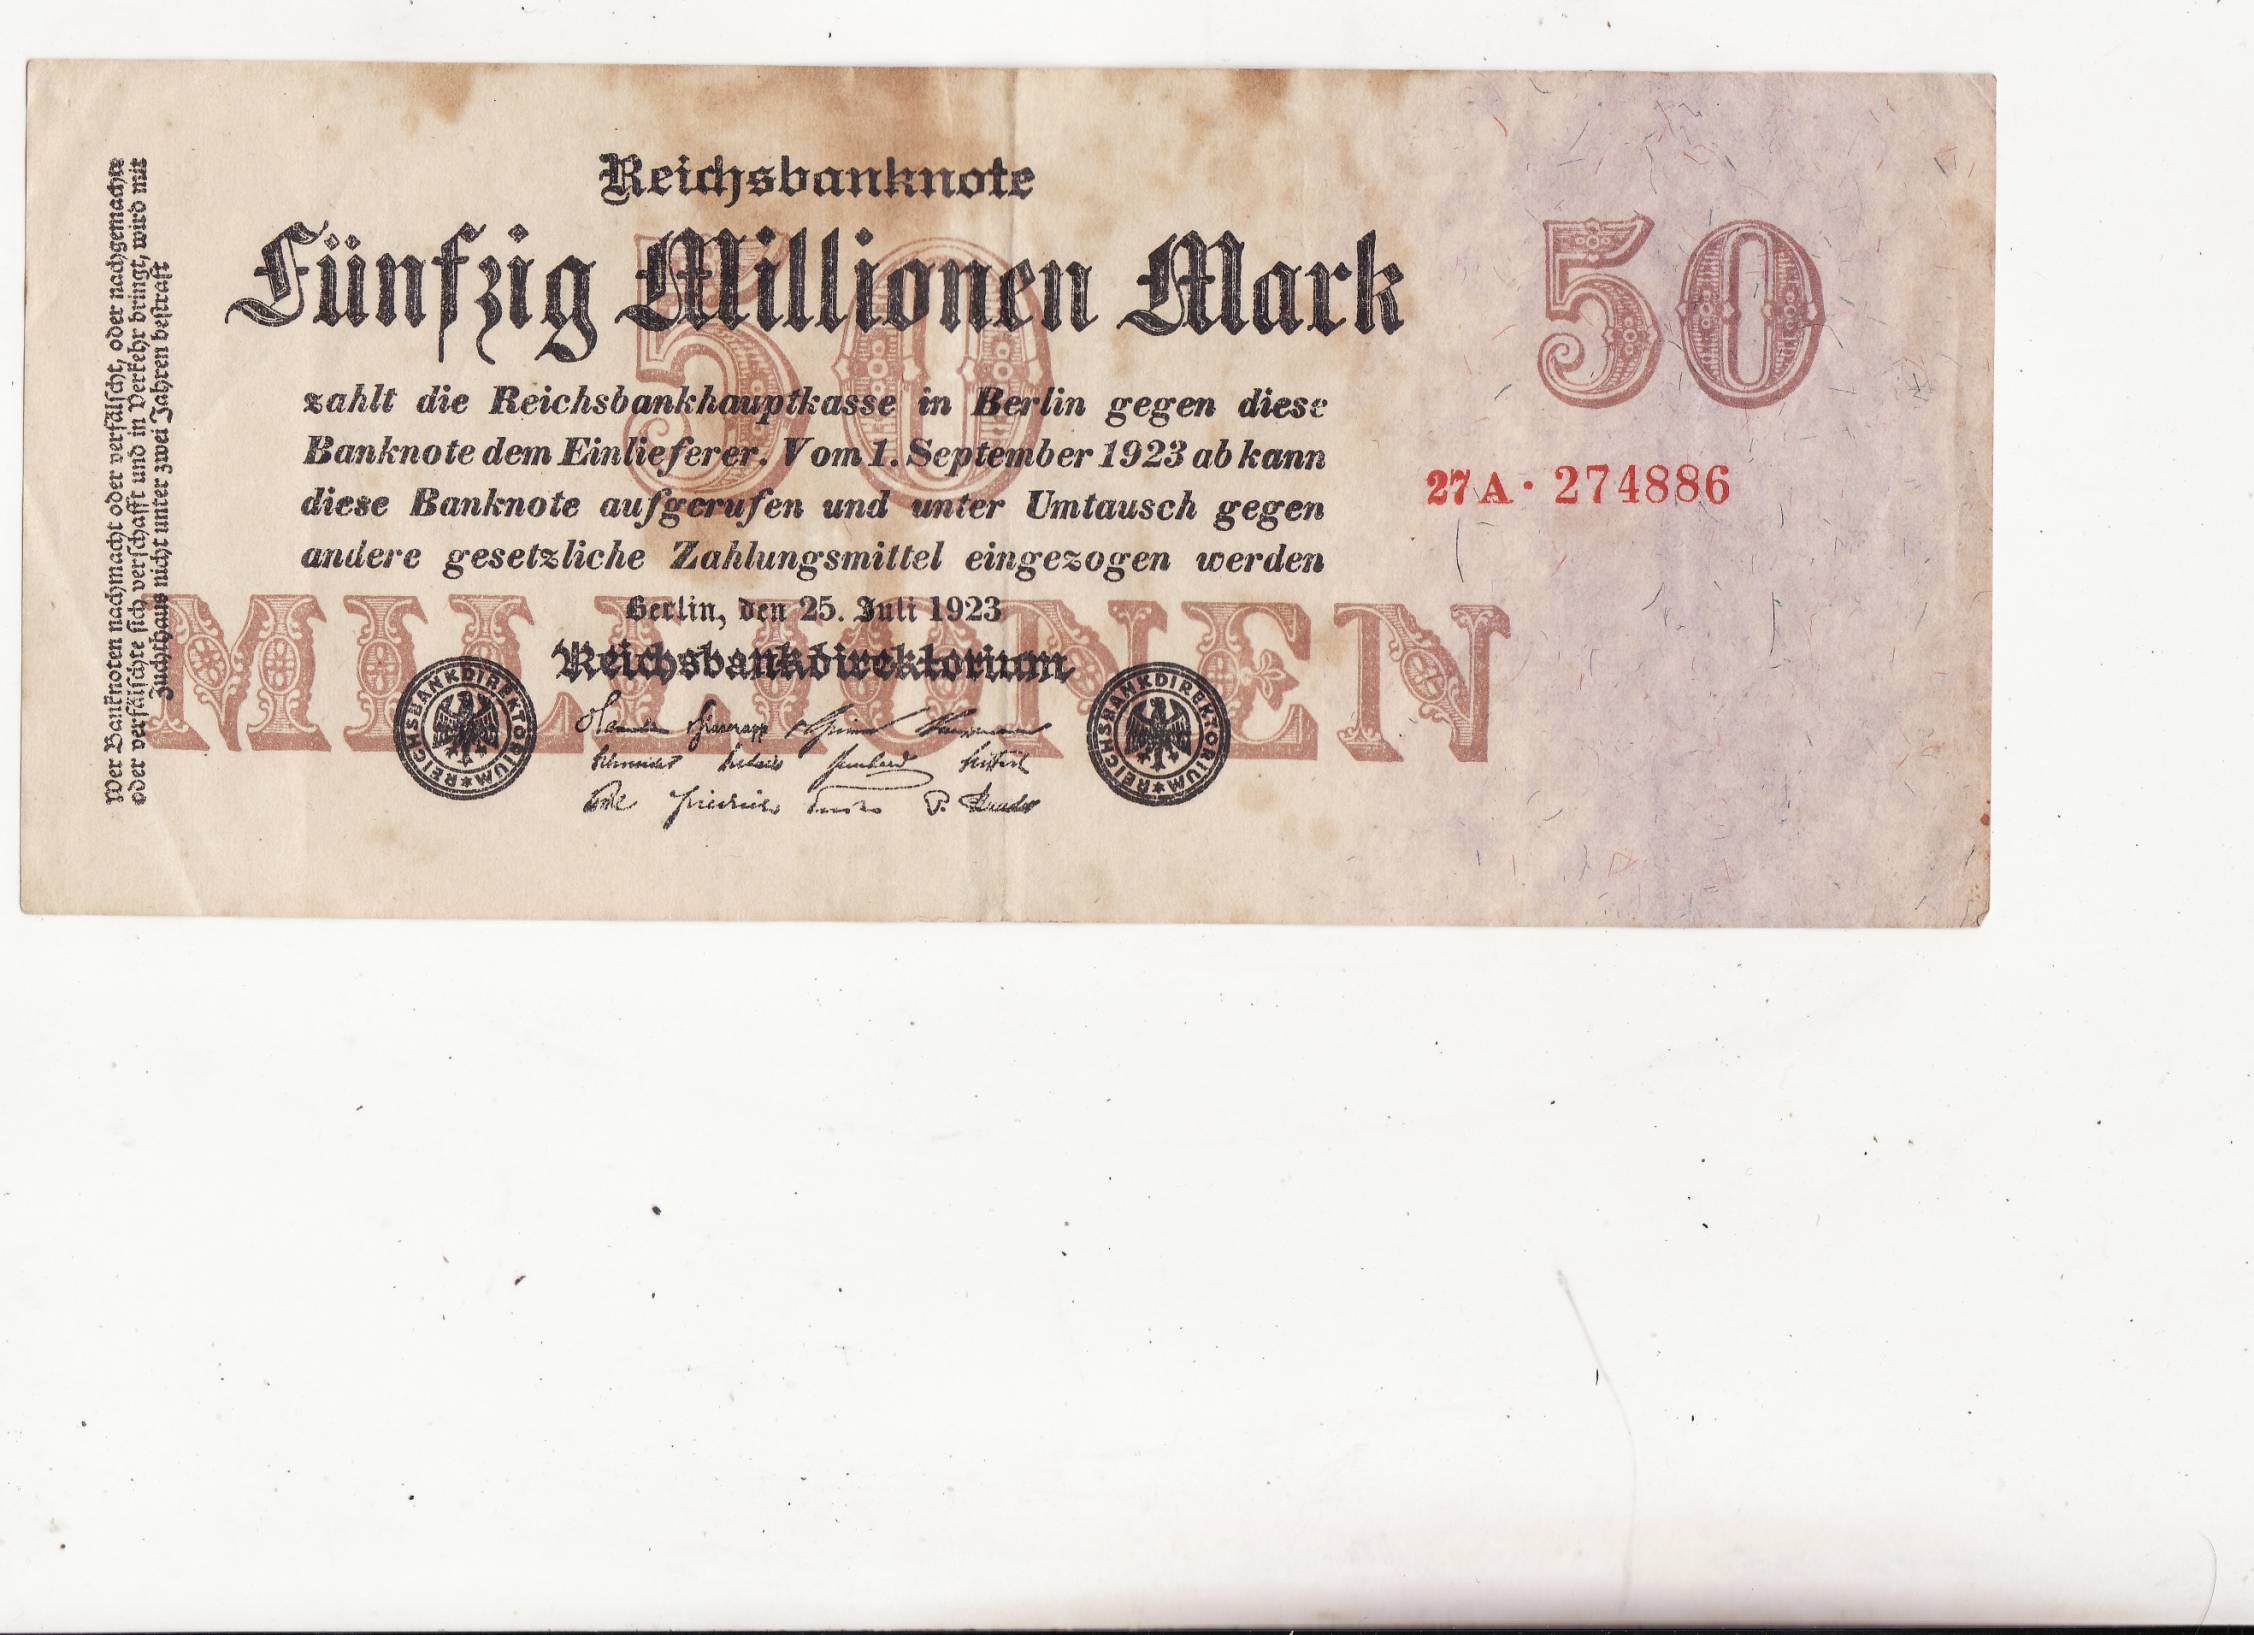 Reichsbanknote
Fünfzig Millionen Mark
50
50
zahlt die Reichsbankhauptkasse in Berlin gegen diese
Banknote dem Einlieferer. Vom 1. September 1923 ab kann
diese Banknote aufgerufen und unter Umtausch gegen
andere gesetzliche Zahlungsmittel eingezogen werden
27A · 274886
MILLIONEN
Berlin, den 25. Juli 1923
Reichsbankdirektorium
REICHSBANKDIREKTORIUM
REICHSBANKDIREKTORIUM
Wer Banknoten nachmacht oder verfälscht, oder nachgemachte
oder verfälschte sich verschafft und in Verkehr bringt, wird mit
Zuchthaus nicht unter zwei Jahren bestraft